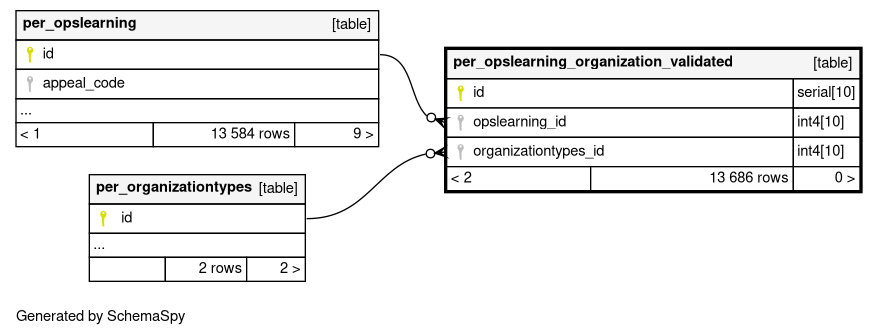 per_opslearning [table]
id
appeal_code
...
< 1 13 584 rows 9 >
per_opslearning_organization_validated [table]
id serial[10]
opslearning_id int4[10]
organizationtypes_id int4[10]
< 2 13 686 rows 0 >
per_organizationtypes [table]
id
...
2 rows 2 >
Generated by SchemaSpy